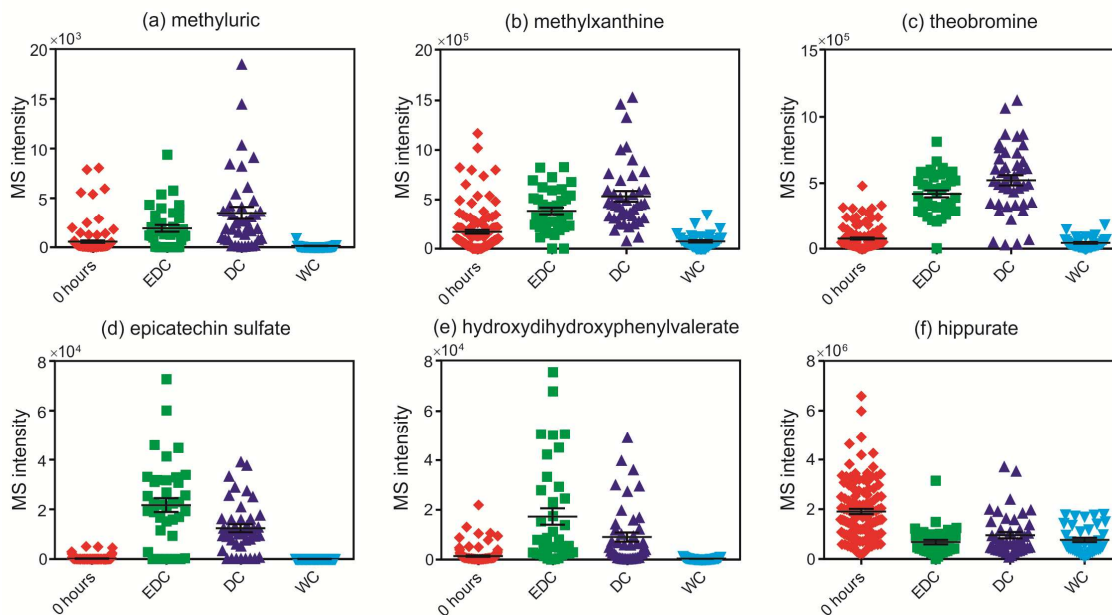 (a) methyluric
×10³
MS intensity
20
15
10
5
0
0 hours
EDC
DC
WC
(b) methylxanthine
×10⁵
MS intensity
20
15
10
5
0
0 hours
EDC
DC
WC
(c) theobromine
×10⁵
MS intensity
15
10
5
0
0 hours
EDC
DC
WC
(d) epicatechin sulfate
×10⁴
MS intensity
8
6
4
2
0
0 hours
EDC
DC
WC
(e) hydroxydihydroxyphenylvalerate
×10⁴
MS intensity
8
6
4
2
0
0 hours
EDC
DC
WC
(f) hippurate
×10⁶
MS intensity
8
6
4
2
0
0 hours
EDC
DC
WC